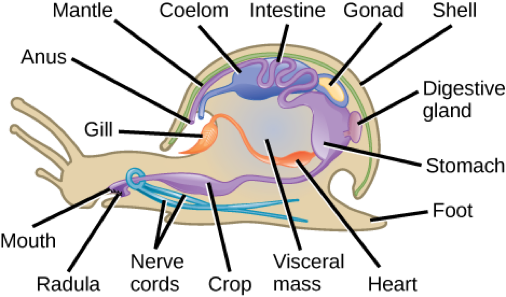 Mantle
Coelom
Intestine
Gonad
Shell
Anus
Digestive
gland
Gill
Stomach
Foot
Mouth
Radula
Nerve
cords
Crop
Visceral
mass
Heart